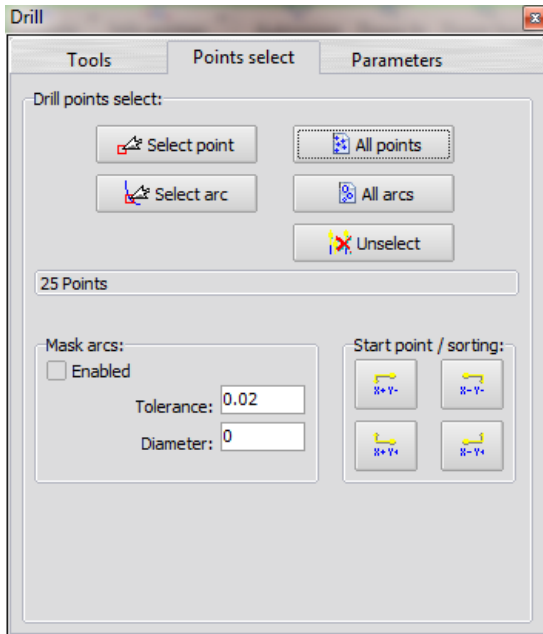 Drill
Tools Points select Parameters
Drill points select:
Select point All points
Select arc All arcs
Unselect
25 Points
Mask arcs: Start point / sorting:
Enabled
Tolerance: 0.02
Diameter: 0
X+Y- X-Y-
X+Y+ X-Y+